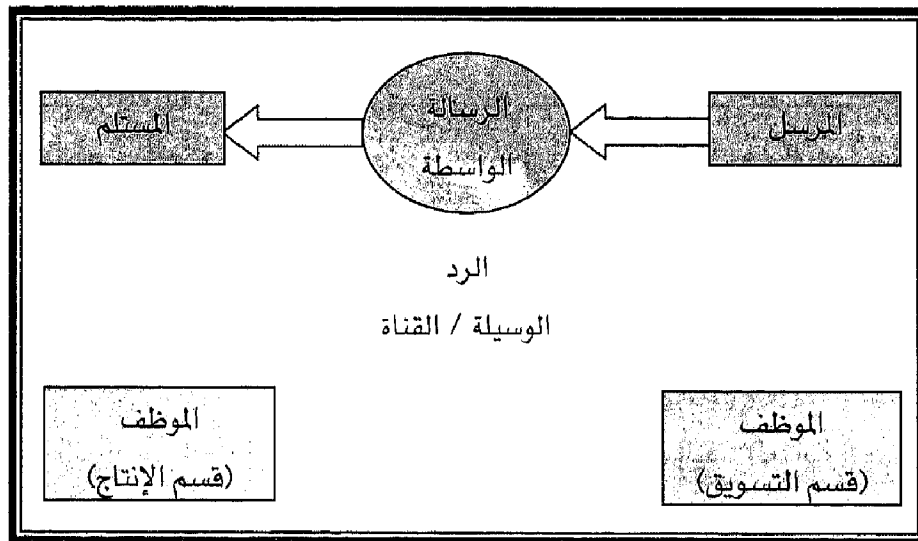 المرسل
الرسالة
الواسطة
المستلم
الرد
الوسيلة / القناة
الموظف
(قسم التسويق)
الموظف
(قسم الإنتاج)